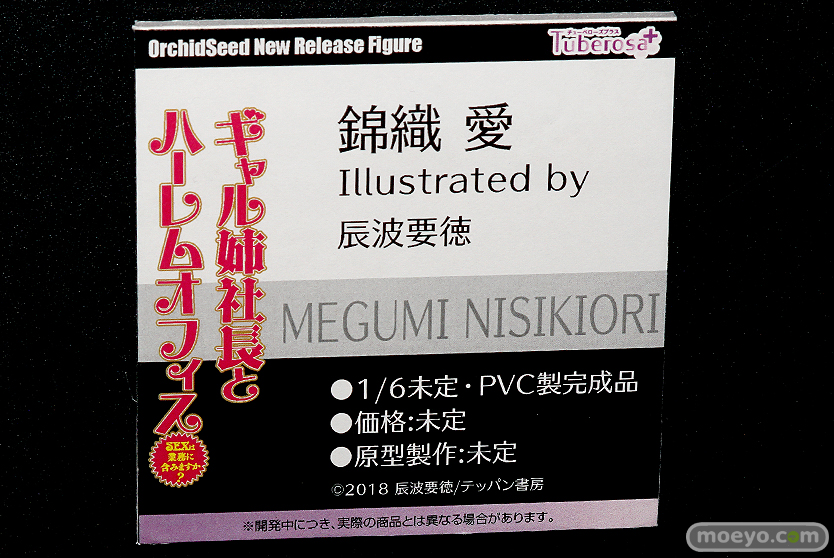 OrchidSeed New Release Figure
チューベローズプラス
Tuberosa+
ギャル姉社長と
ハーレムオフィス
SEXは
業務に
含みますか
?
錦織 愛
Illustrated by
辰波要徳
MEGUMI NISIKIORI
●1/6未定・PVC製完成品
●価格:未定
●原型製作:未定
©2018 辰波要徳/テッパン書房
※開発中につき、実際の商品とは異なる場合があります。
moeyo.com